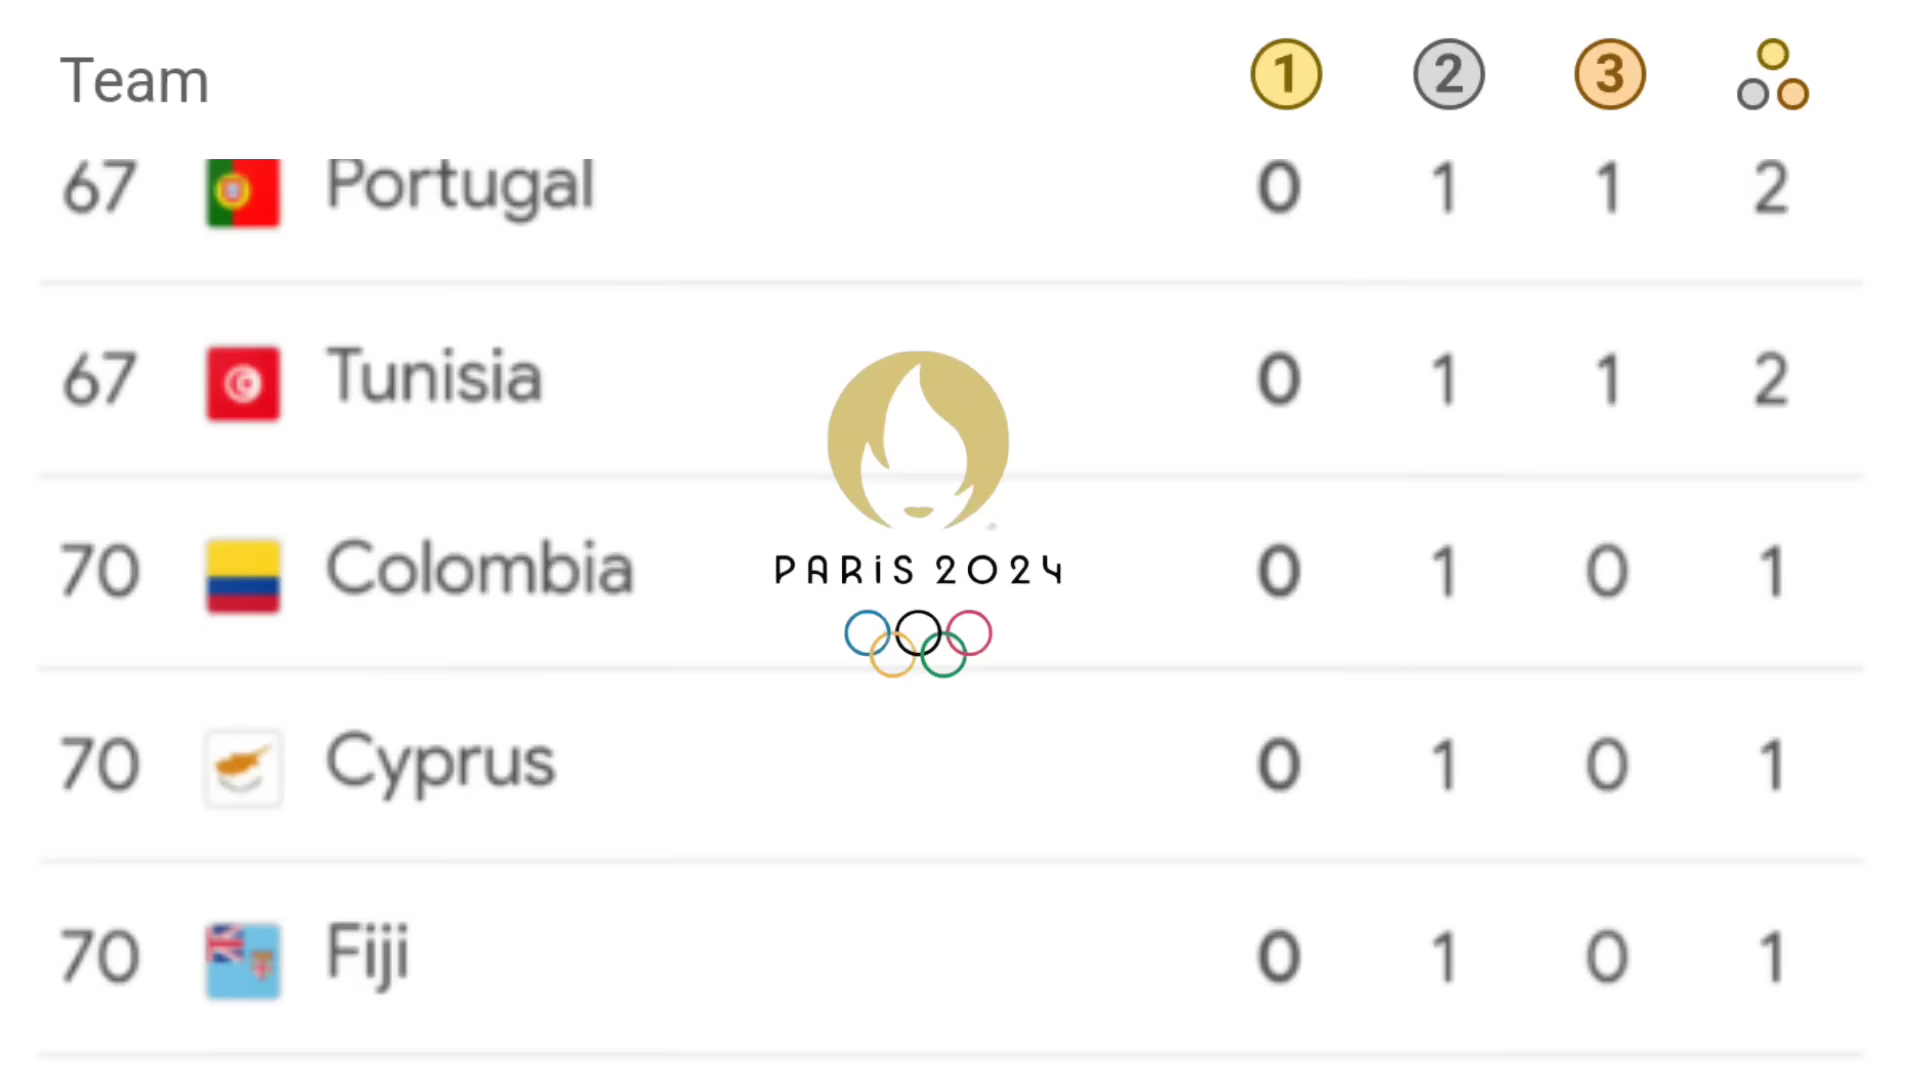 Team 1 2 3
67 Portugal 0 1 1 2
67 Tunisia 0 1 1 2
70 Colombia 0 1 0 1
PARiS 2024
70 Cyprus 0 1 0 1
70 Fiji 0 1 0 1